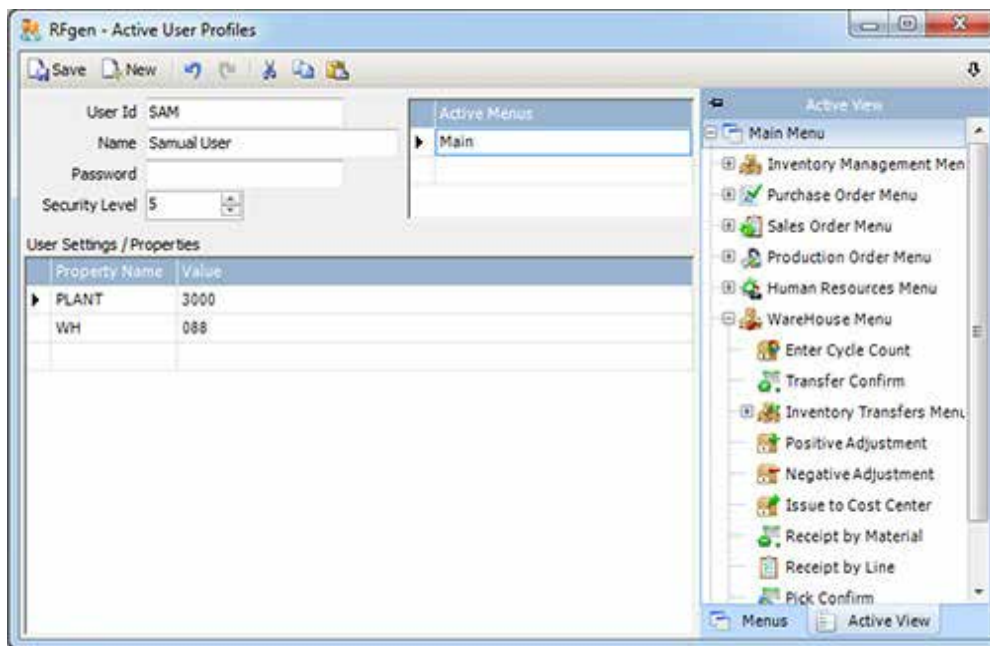 RFgen - Active User Profiles
Save New
User Id SAM
Name Samual User
Password
Security Level 5
Active Menus
Main
User Settings / Properties
Property Name Value
PLANT 3000
WH 088
Active View
Main Menu
Inventory Management Men
Purchase Order Menu
Sales Order Menu
Production Order Menu
Human Resources Menu
WareHouse Menu
Enter Cycle Count
Transfer Confirm
Inventory Transfers Menu
Positive Adjustment
Negative Adjustment
Issue to Cost Center
Receipt by Material
Receipt by Line
Pick Confirm
Menus Active View